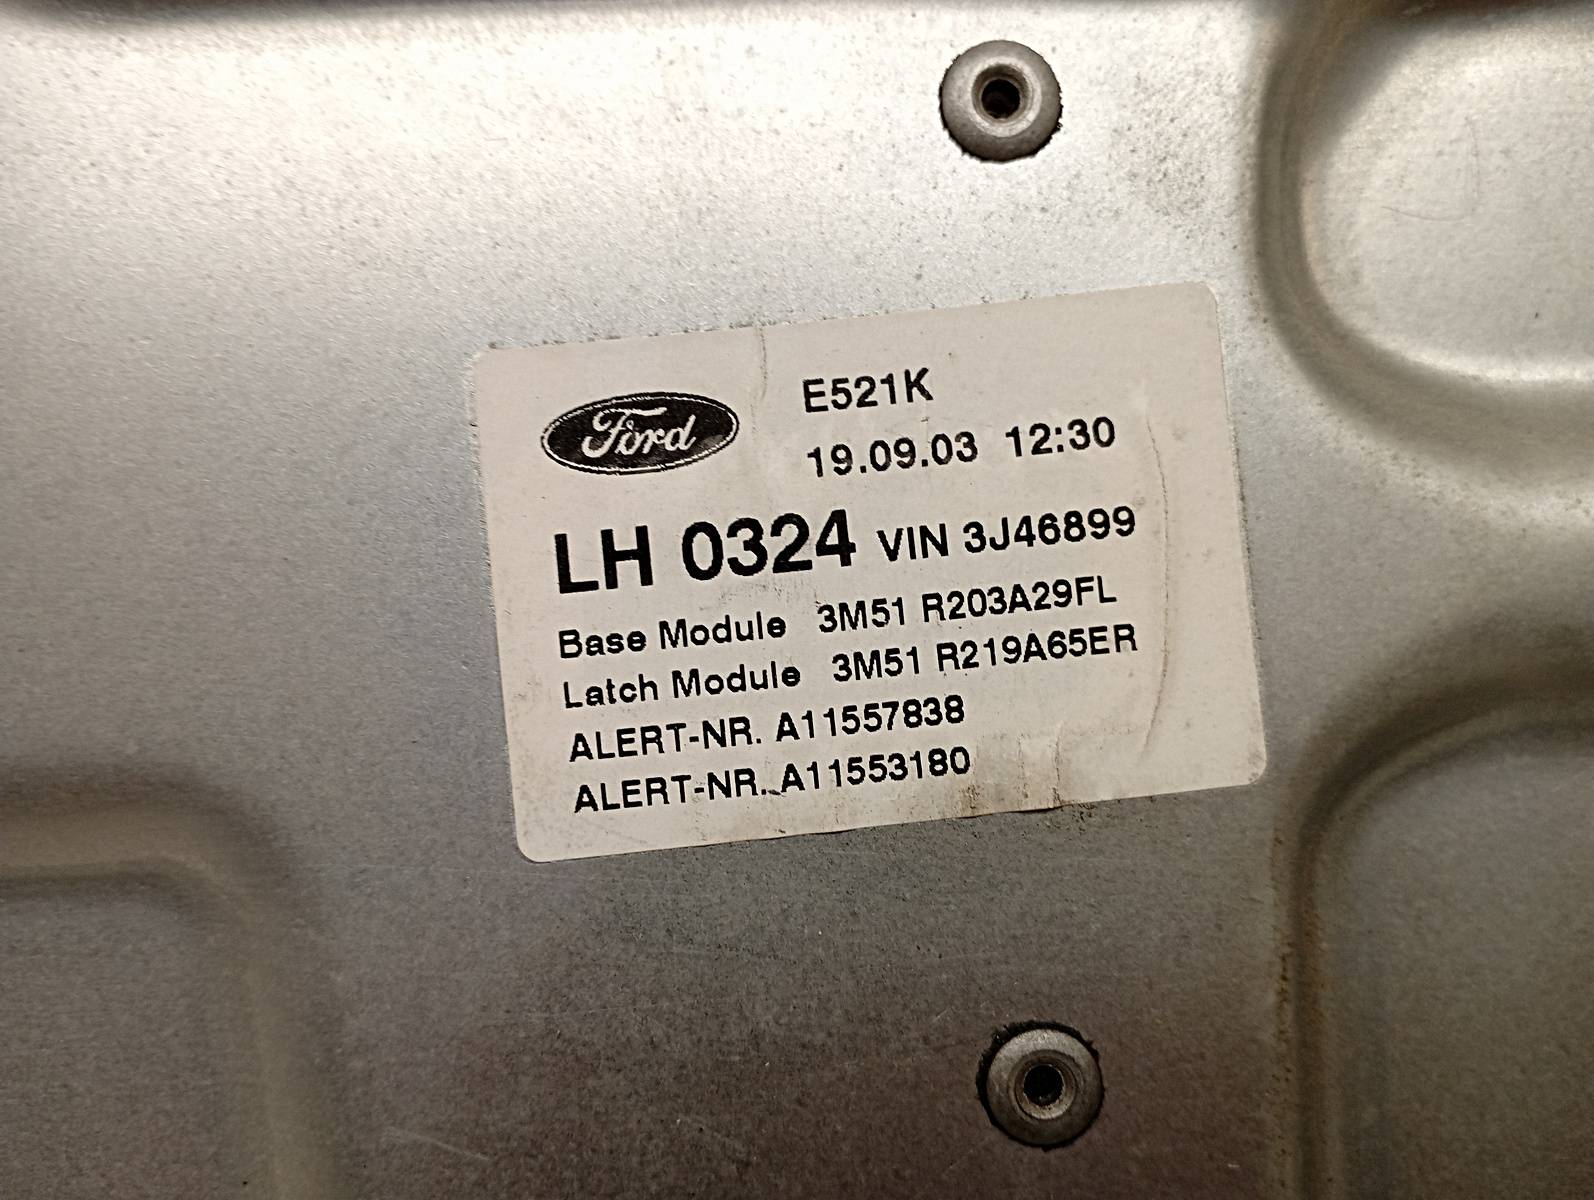 Ford
E521K
19.09.03 12:30
LH 0324 VIN 3J46899
Base Module 3M51 R203A29FL
Latch Module 3M51 R219A65ER
ALERT-NR. A11557838
ALERT-NR. A11553180